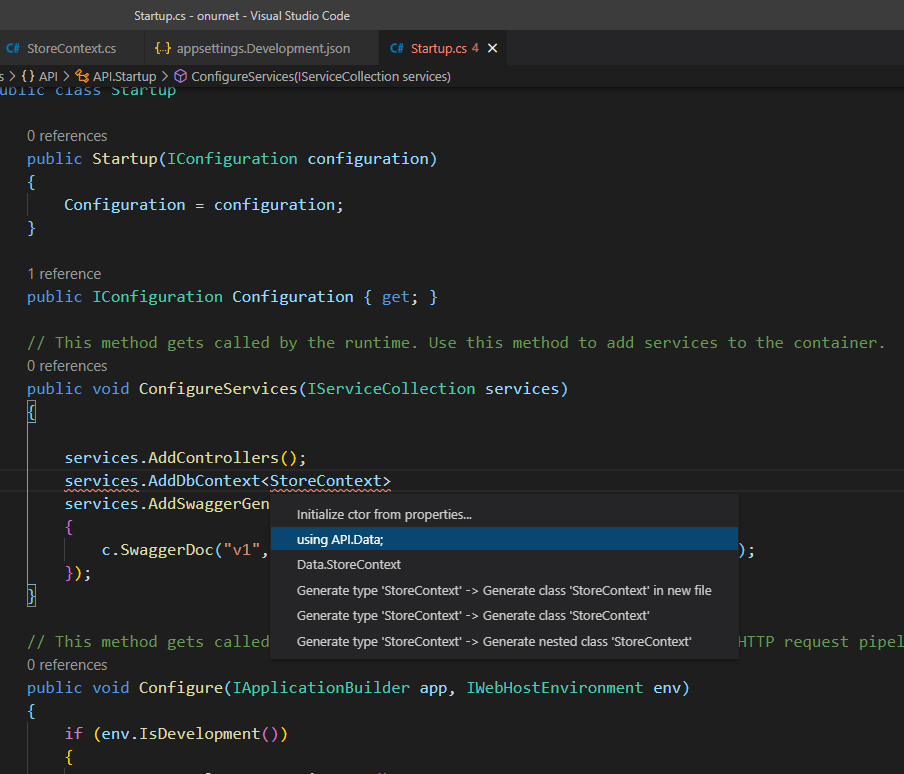 Startup.cs - onurnet - Visual Studio Code
C# StoreContext.cs {..} appsettings.Development.json C# Startup.cs 4 ×
s > {} API > API.Startup > ConfigureServices(IServiceCollection services)
ublic class Startup
0 references
public Startup(IConfiguration configuration)
{
Configuration = configuration;
}
1 reference
public IConfiguration Configuration { get; }
// This method gets called by the runtime. Use this method to add services to the container.
0 references
public void ConfigureServices(IServiceCollection services)
{
services.AddControllers();
services.AddDbContext<StoreContext>
services.AddSwaggerGen
Initialize ctor from properties...
{
using API.Data;
c.SwaggerDoc("v1", );
Data.StoreContext
});
Generate type 'StoreContext' -> Generate class 'StoreContext' in new file
}
Generate type 'StoreContext' -> Generate class 'StoreContext'
Generate type 'StoreContext' -> Generate nested class 'StoreContext'
// This method gets called HTTP request pipel
0 references
public void Configure(IApplicationBuilder app, IWebHostEnvironment env)
{
if (env.IsDevelopment())
{